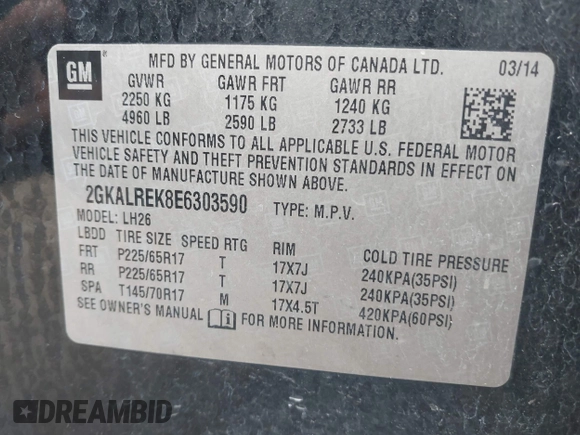 GM
MFD BY GENERAL MOTORS OF CANADA LTD. 03/14
GVWR GAWR FRT GAWR RR
2250 KG 1175 KG 1240 KG
4960 LB 2590 LB 2733 LB
THIS VEHICLE CONFORMS TO ALL APPLICABLE U.S. FEDERAL MOTOR
VEHICLE SAFETY AND THEFT PREVENTION STANDARDS IN EFFECT ON
THE DATE OF MANUFACTURE SHOWN ABOVE.
2GKALREK8E6303590 TYPE: M.P.V.
MODEL: LH26
LBDD TIRE SIZE SPEED RTG RIM COLD TIRE PRESSURE
FRT P225/65R17 T 17X7J 240KPA(35PSI)
RR P225/65R17 T 17X7J 240KPA(35PSI)
SPA T145/70R17 M 17X4.5T 420KPA(60PSI)
SEE OWNER'S MANUAL FOR MORE INFORMATION.
DREAMBID